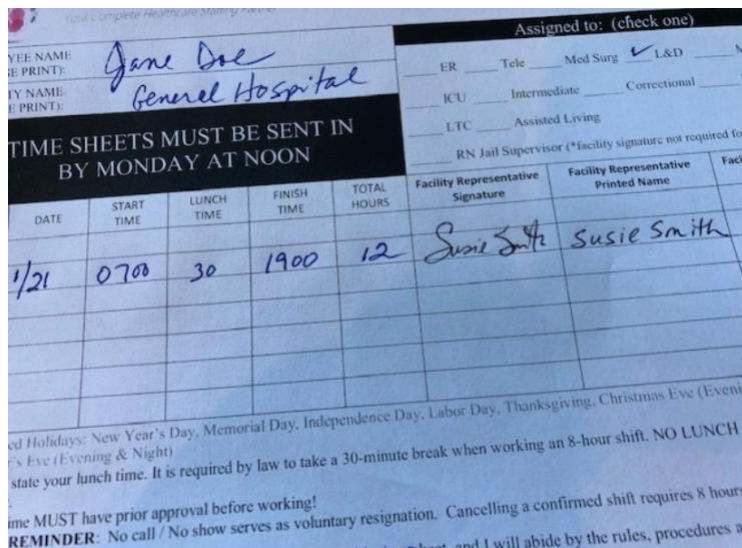 Your Complete Healthcare Staffing Partner
YEE NAME
E PRINT):
Jane Doe
TY NAME
E PRINT):
General Hospital
Assigned to: (check one)
ER Tele Med Surg ✓ L&D
ICU Intermediate Correctional
LTC Assisted Living
RN Jail Supervisor (*facility signature not required fo
TIME SHEETS MUST BE SENT IN
BY MONDAY AT NOON
DATE START TIME LUNCH TIME FINISH TIME TOTAL HOURS Facility Representative Signature Facility Representative Printed Name Faci
1/21 0700 30 1900 12 Susie Smith Susie Smith
ed Holidays: New Year's Day, Memorial Day, Independence Day, Labor Day, Thanksgiving, Christmas Eve (Eveni
r's Eve (Evening & Night)
state your lunch time. It is required by law to take a 30-minute break when working an 8-hour shift. NO LUNCH
ime MUST have prior approval before working!
REMINDER: No call / No show serves as voluntary resignation. Cancelling a confirmed shift requires 8 hour
and I will abide by the rules, procedures a